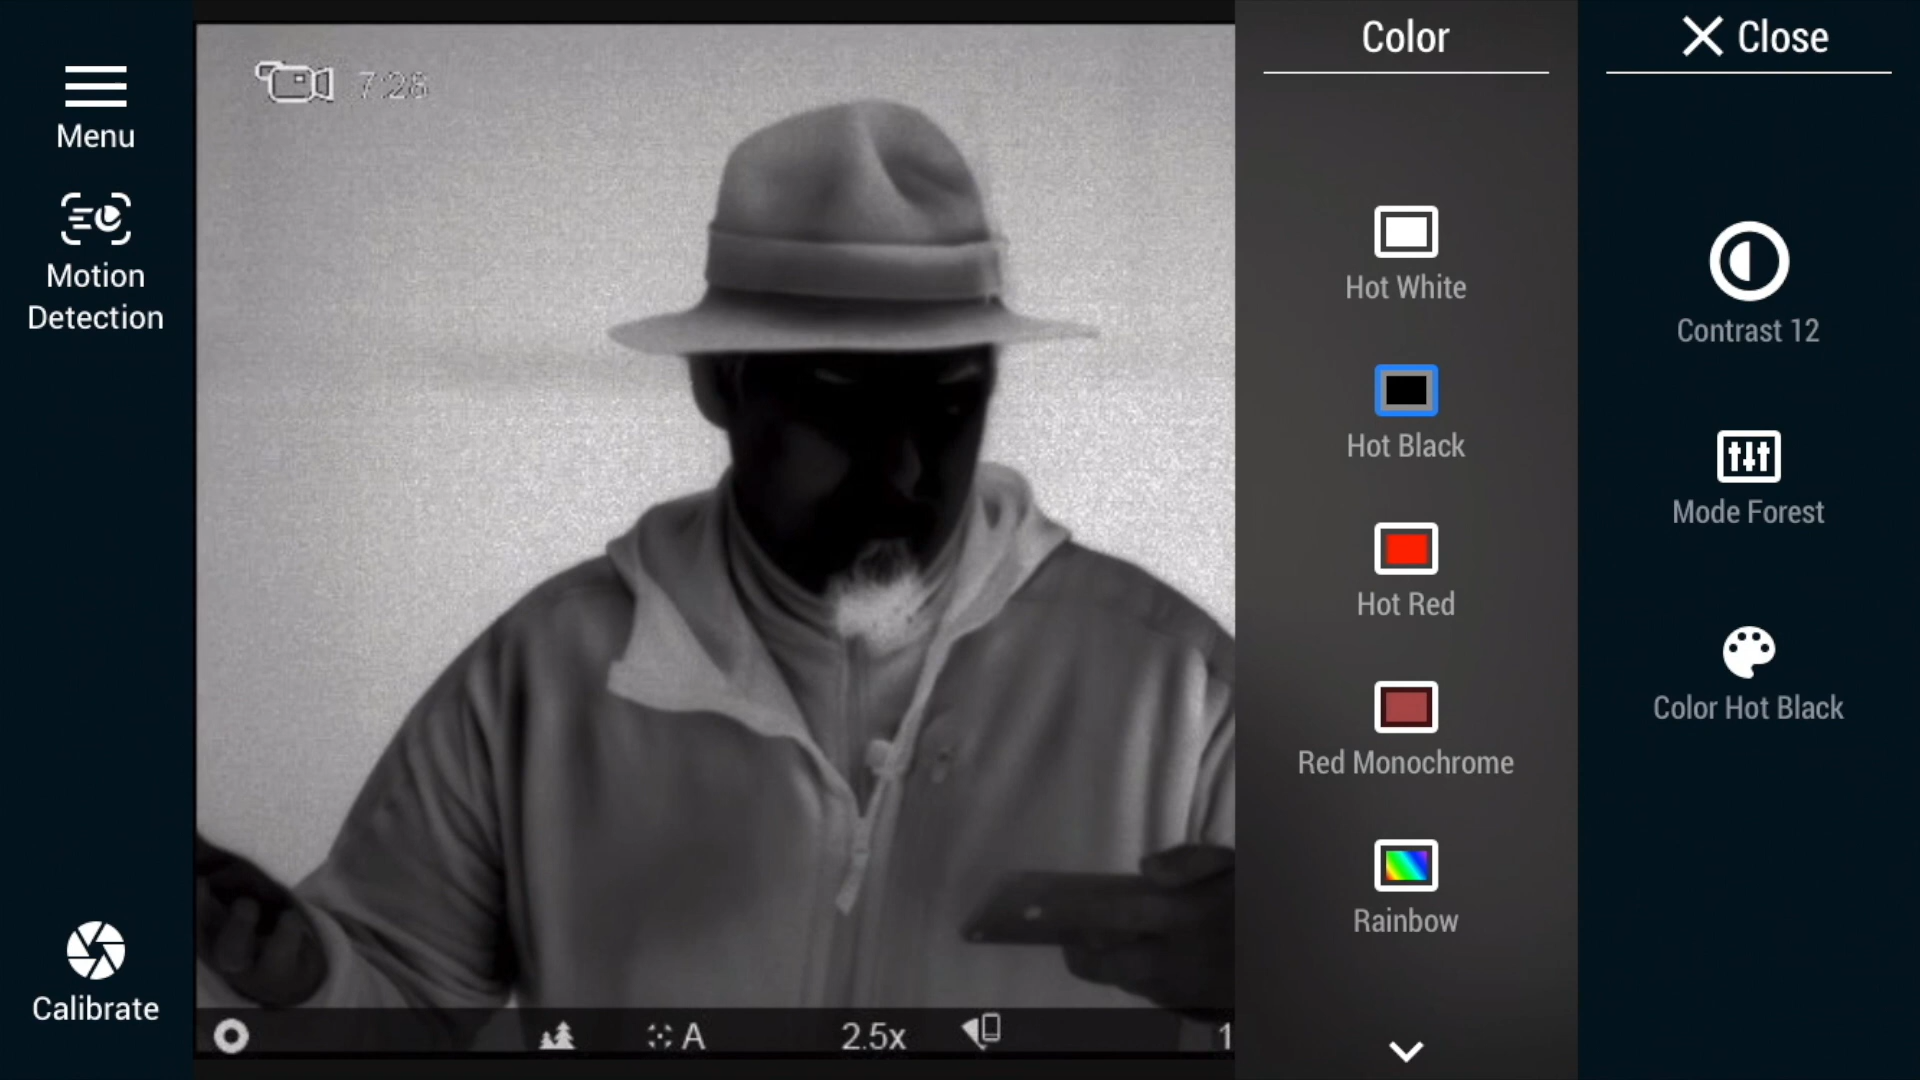 Menu
Motion
Detection
Calibrate
7:28
A
2.5x
1
Color
Hot White
Hot Black
Hot Red
Red Monochrome
Rainbow
Close
Contrast 12
Mode Forest
Color Hot Black